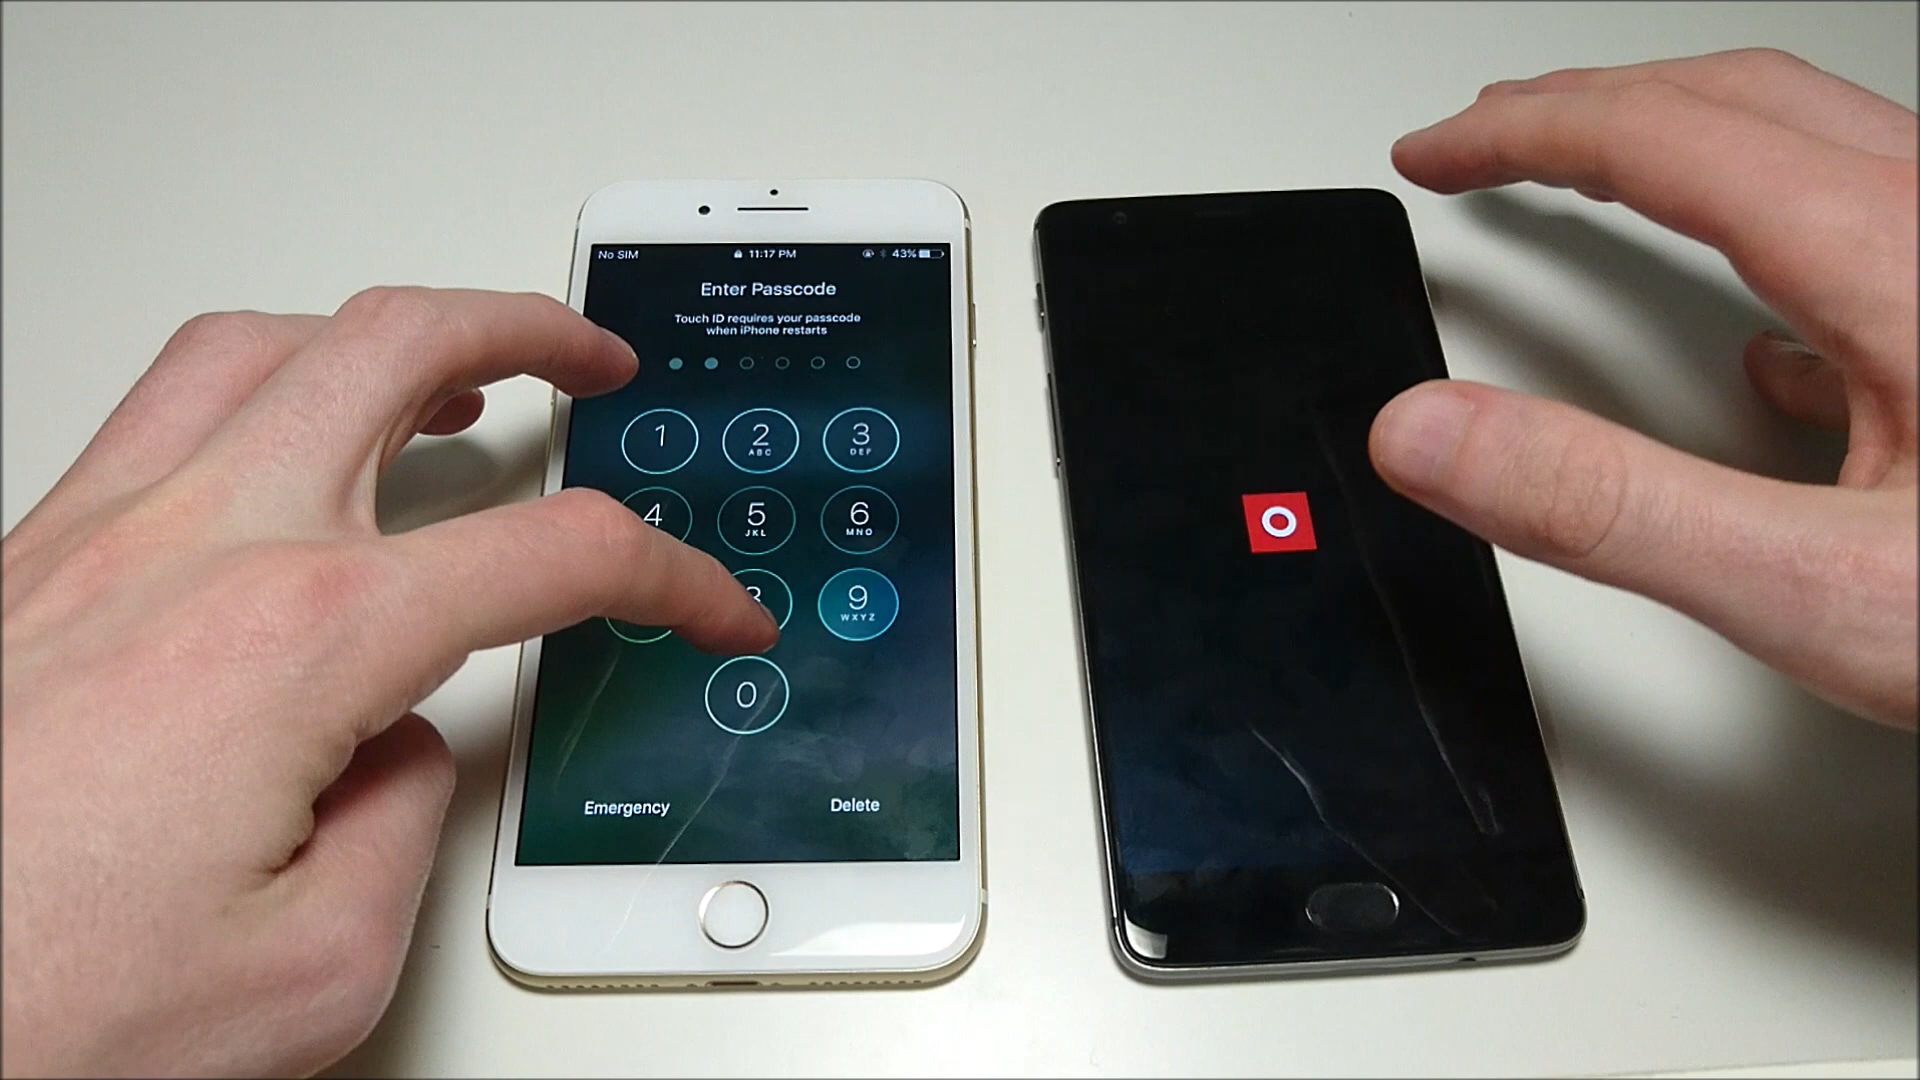 No SIM 11:17 PM 43%
Enter Passcode
Touch ID requires your passcode
when iPhone restarts
1 2 3
ABC DEF
4 5 6
JKL MNO
8 9
WXYZ
0
Emergency Delete